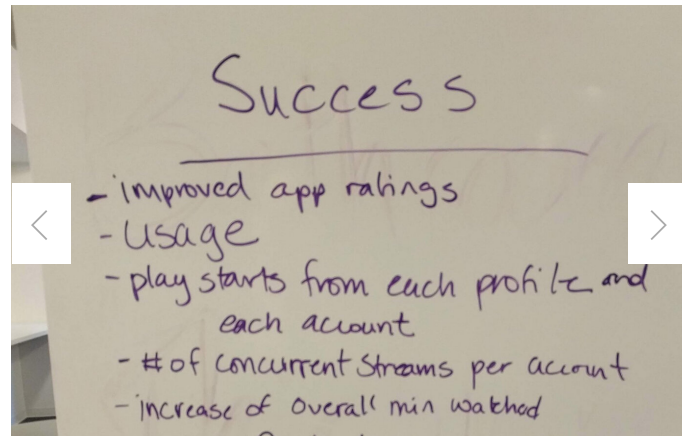 Success
- improved app ratings
- usage
- play starts from each profile and
each account
- # of concurrent streams per account
- increase of overall min watched